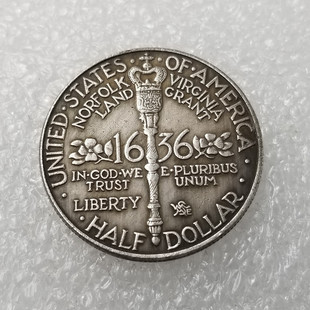 UNITED·STATES·OF·AMERICA·
NORFOLK VIRGINIA
LAND GRANT
1636
IN·GOD·WE E·PLURIBUS
TRUST UNUM
LIBERTY
·HALF DOLLAR·